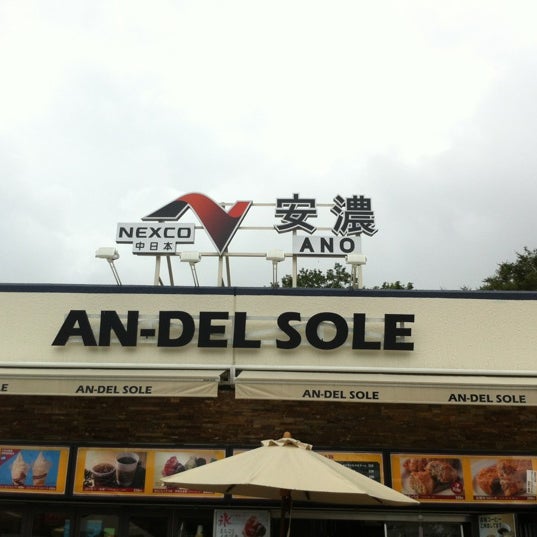 NEXCO
中日本
安濃
ANO
AN-DEL SOLE
AN-DEL SOLE
AN-DEL SOLE
AN-DEL SOLE
氷